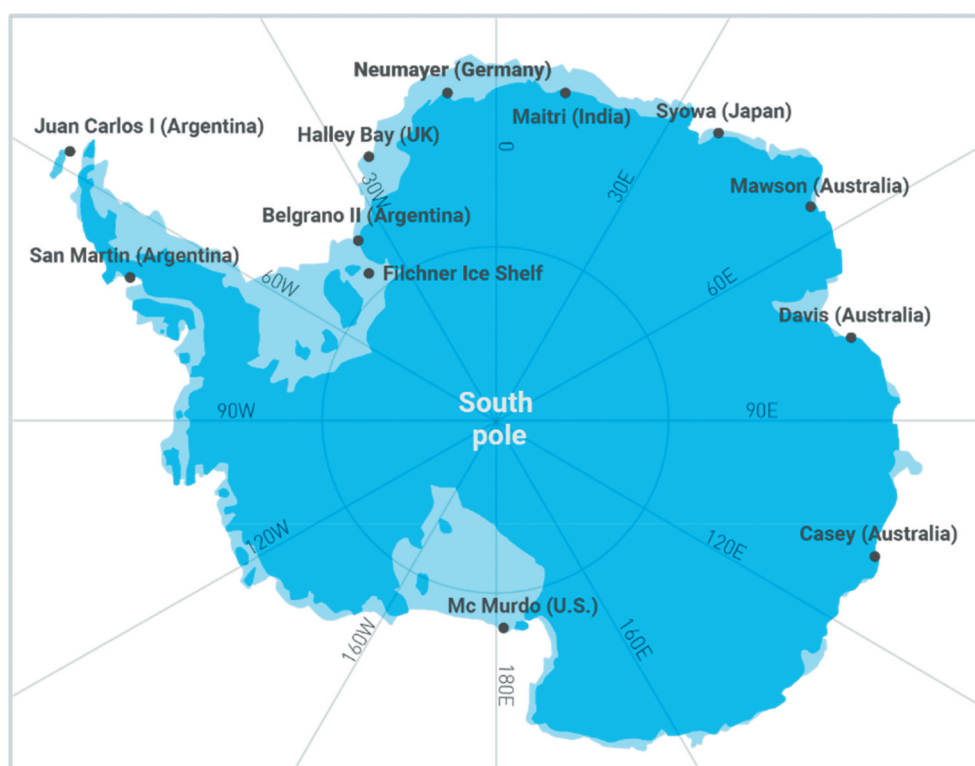 Neumayer (Germany)
Maitri (India)
Syowa (Japan)
Juan Carlos I (Argentina)
Halley Bay (UK)
0
30W
30E
Mawson (Australia)
Belgrano II (Argentina)
San Martin (Argentina)
Filchner Ice Shelf
60W
60E
Davis (Australia)
South
pole
90W
90E
120W
120E
Casey (Australia)
Mc Murdo (U.S.)
160W
160E
180E